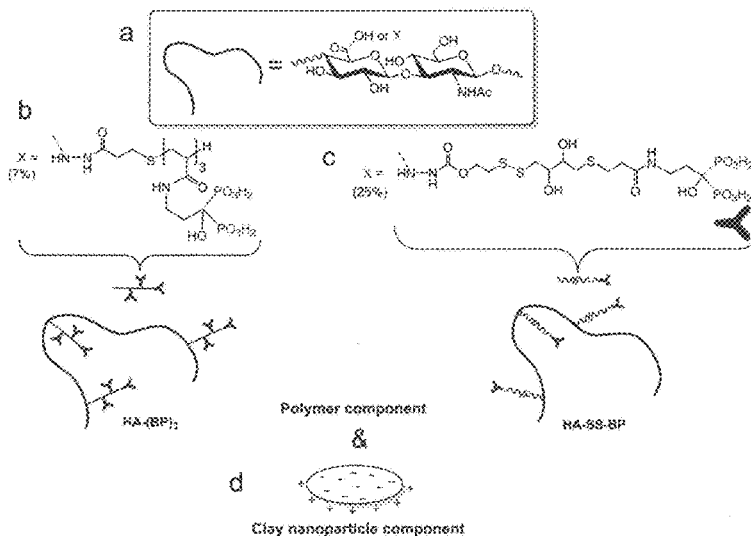 a
OH or X
O
OH
HO
O
HO
O
O
O
=
OH
NHAc
b
X =
(7%)
HN-N
H
O
S
H
3
O
HN
PO₃H₂
HO
PO₃H₂
c
X =
(25%)
HN-N
H
O
O
S
S
OH
OH
S
O
H
N
HO
PO₃H₂
PO₃H₂
HA-(BP)₃
Polymer component
HA-SS-BP
&
d
Clay nanoparticle component